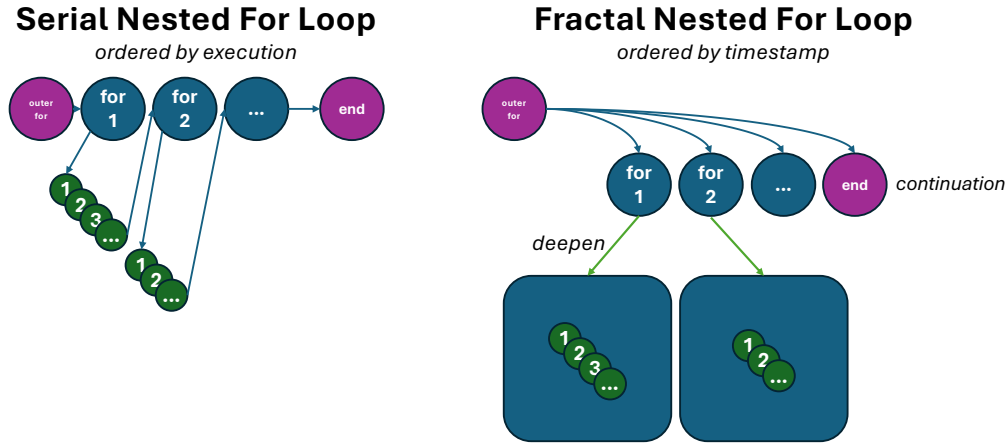 Serial Nested For Loop
ordered by execution
outer
for
for
1
for
2
...
end
1
2
3
...
1
2
...
Fractal Nested For Loop
ordered by timestamp
outer
for
for
1
for
2
...
end
continuation
deepen
1
2
3
...
1
2
...